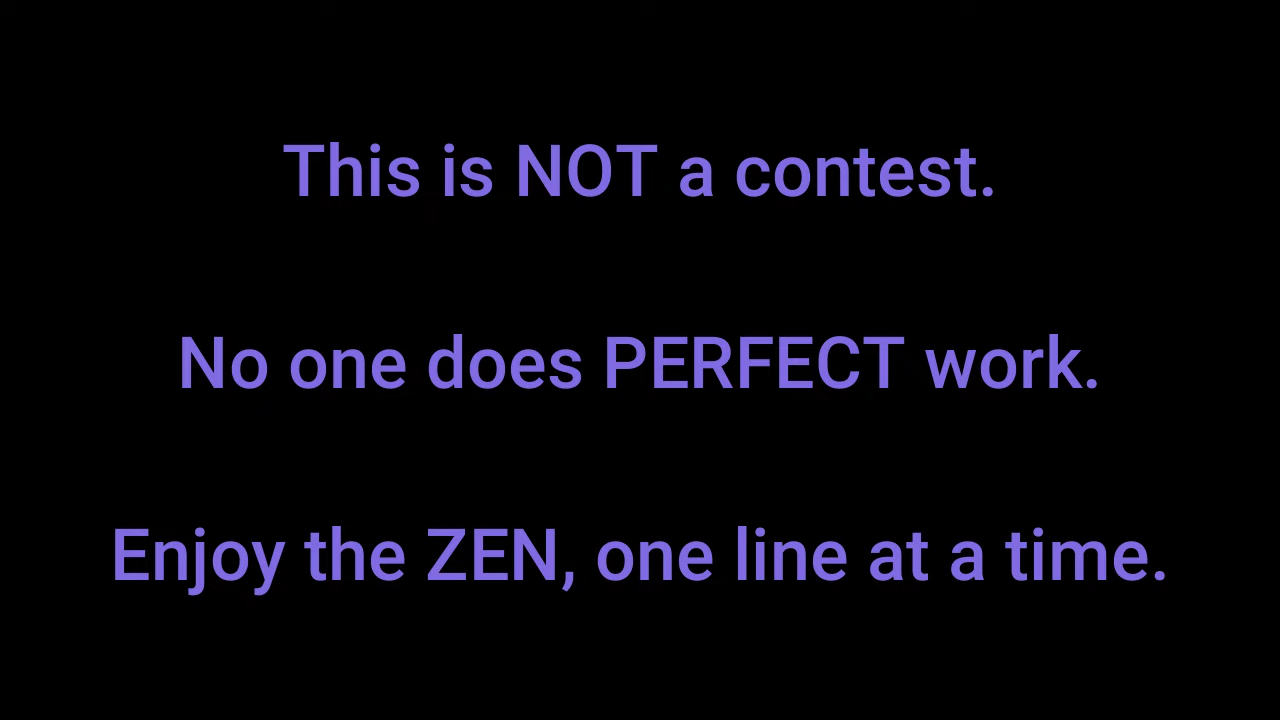 This is NOT a contest.
No one does PERFECT work.
Enjoy the ZEN, one line at a time.